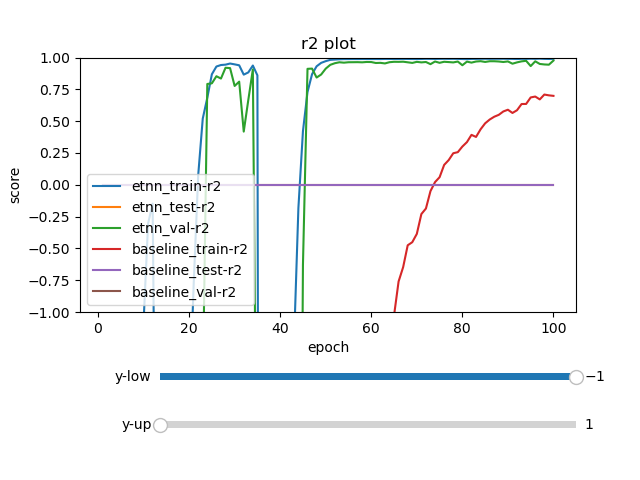 r2 plot
1.00
0.75
0.50
0.25
0.00
−0.25
−0.50
−0.75
−1.00
score
etnn_train-r2
etnn_test-r2
etnn_val-r2
baseline_train-r2
baseline_test-r2
baseline_val-r2
0 20 40 60 80 100
epoch
y-low −1
y-up 1